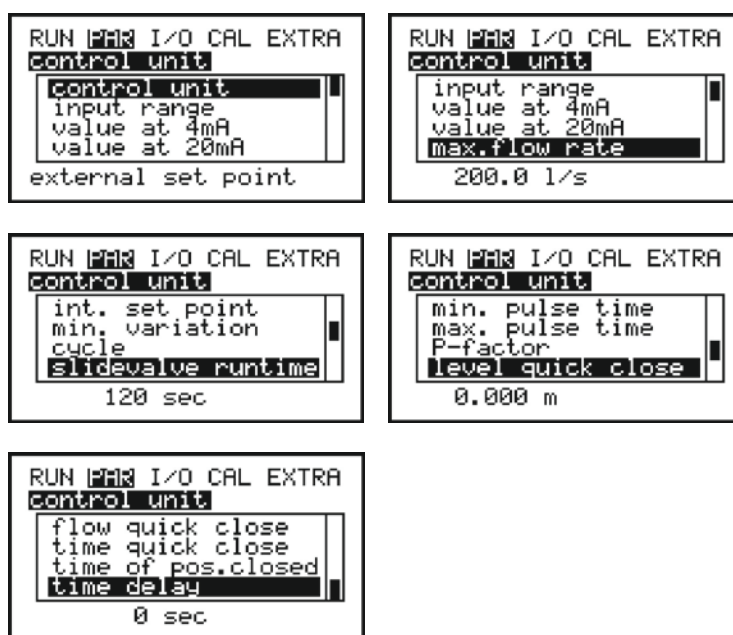 RUN PAR I/O CAL EXTRA
control unit
control unit
input range
value at 4mA
value at 20mA
external set point
RUN PAR I/O CAL EXTRA
control unit
input range
value at 4mA
value at 20mA
max.flow rate
200.0 l/s
RUN PAR I/O CAL EXTRA
control unit
int. set point
min. variation
cycle
slidevalve runtime
120 sec
RUN PAR I/O CAL EXTRA
control unit
min. pulse time
max. pulse time
P-factor
level quick close
0.000 m
RUN PAR I/O CAL EXTRA
control unit
flow quick close
time quick close
time of pos.closed
time delay
0 sec